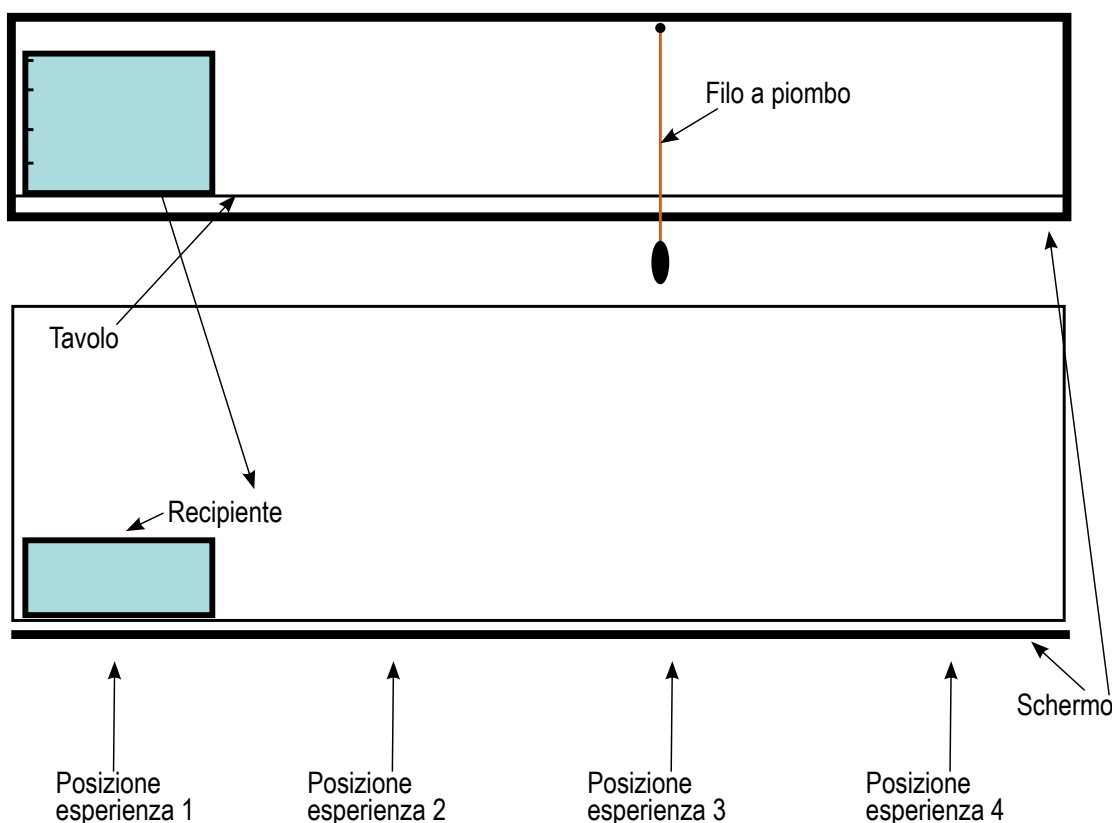 Filo a piombo
Tavolo
Recipiente
Schermo
Posizione
esperienza 1
Posizione
esperienza 2
Posizione
esperienza 3
Posizione
esperienza 4